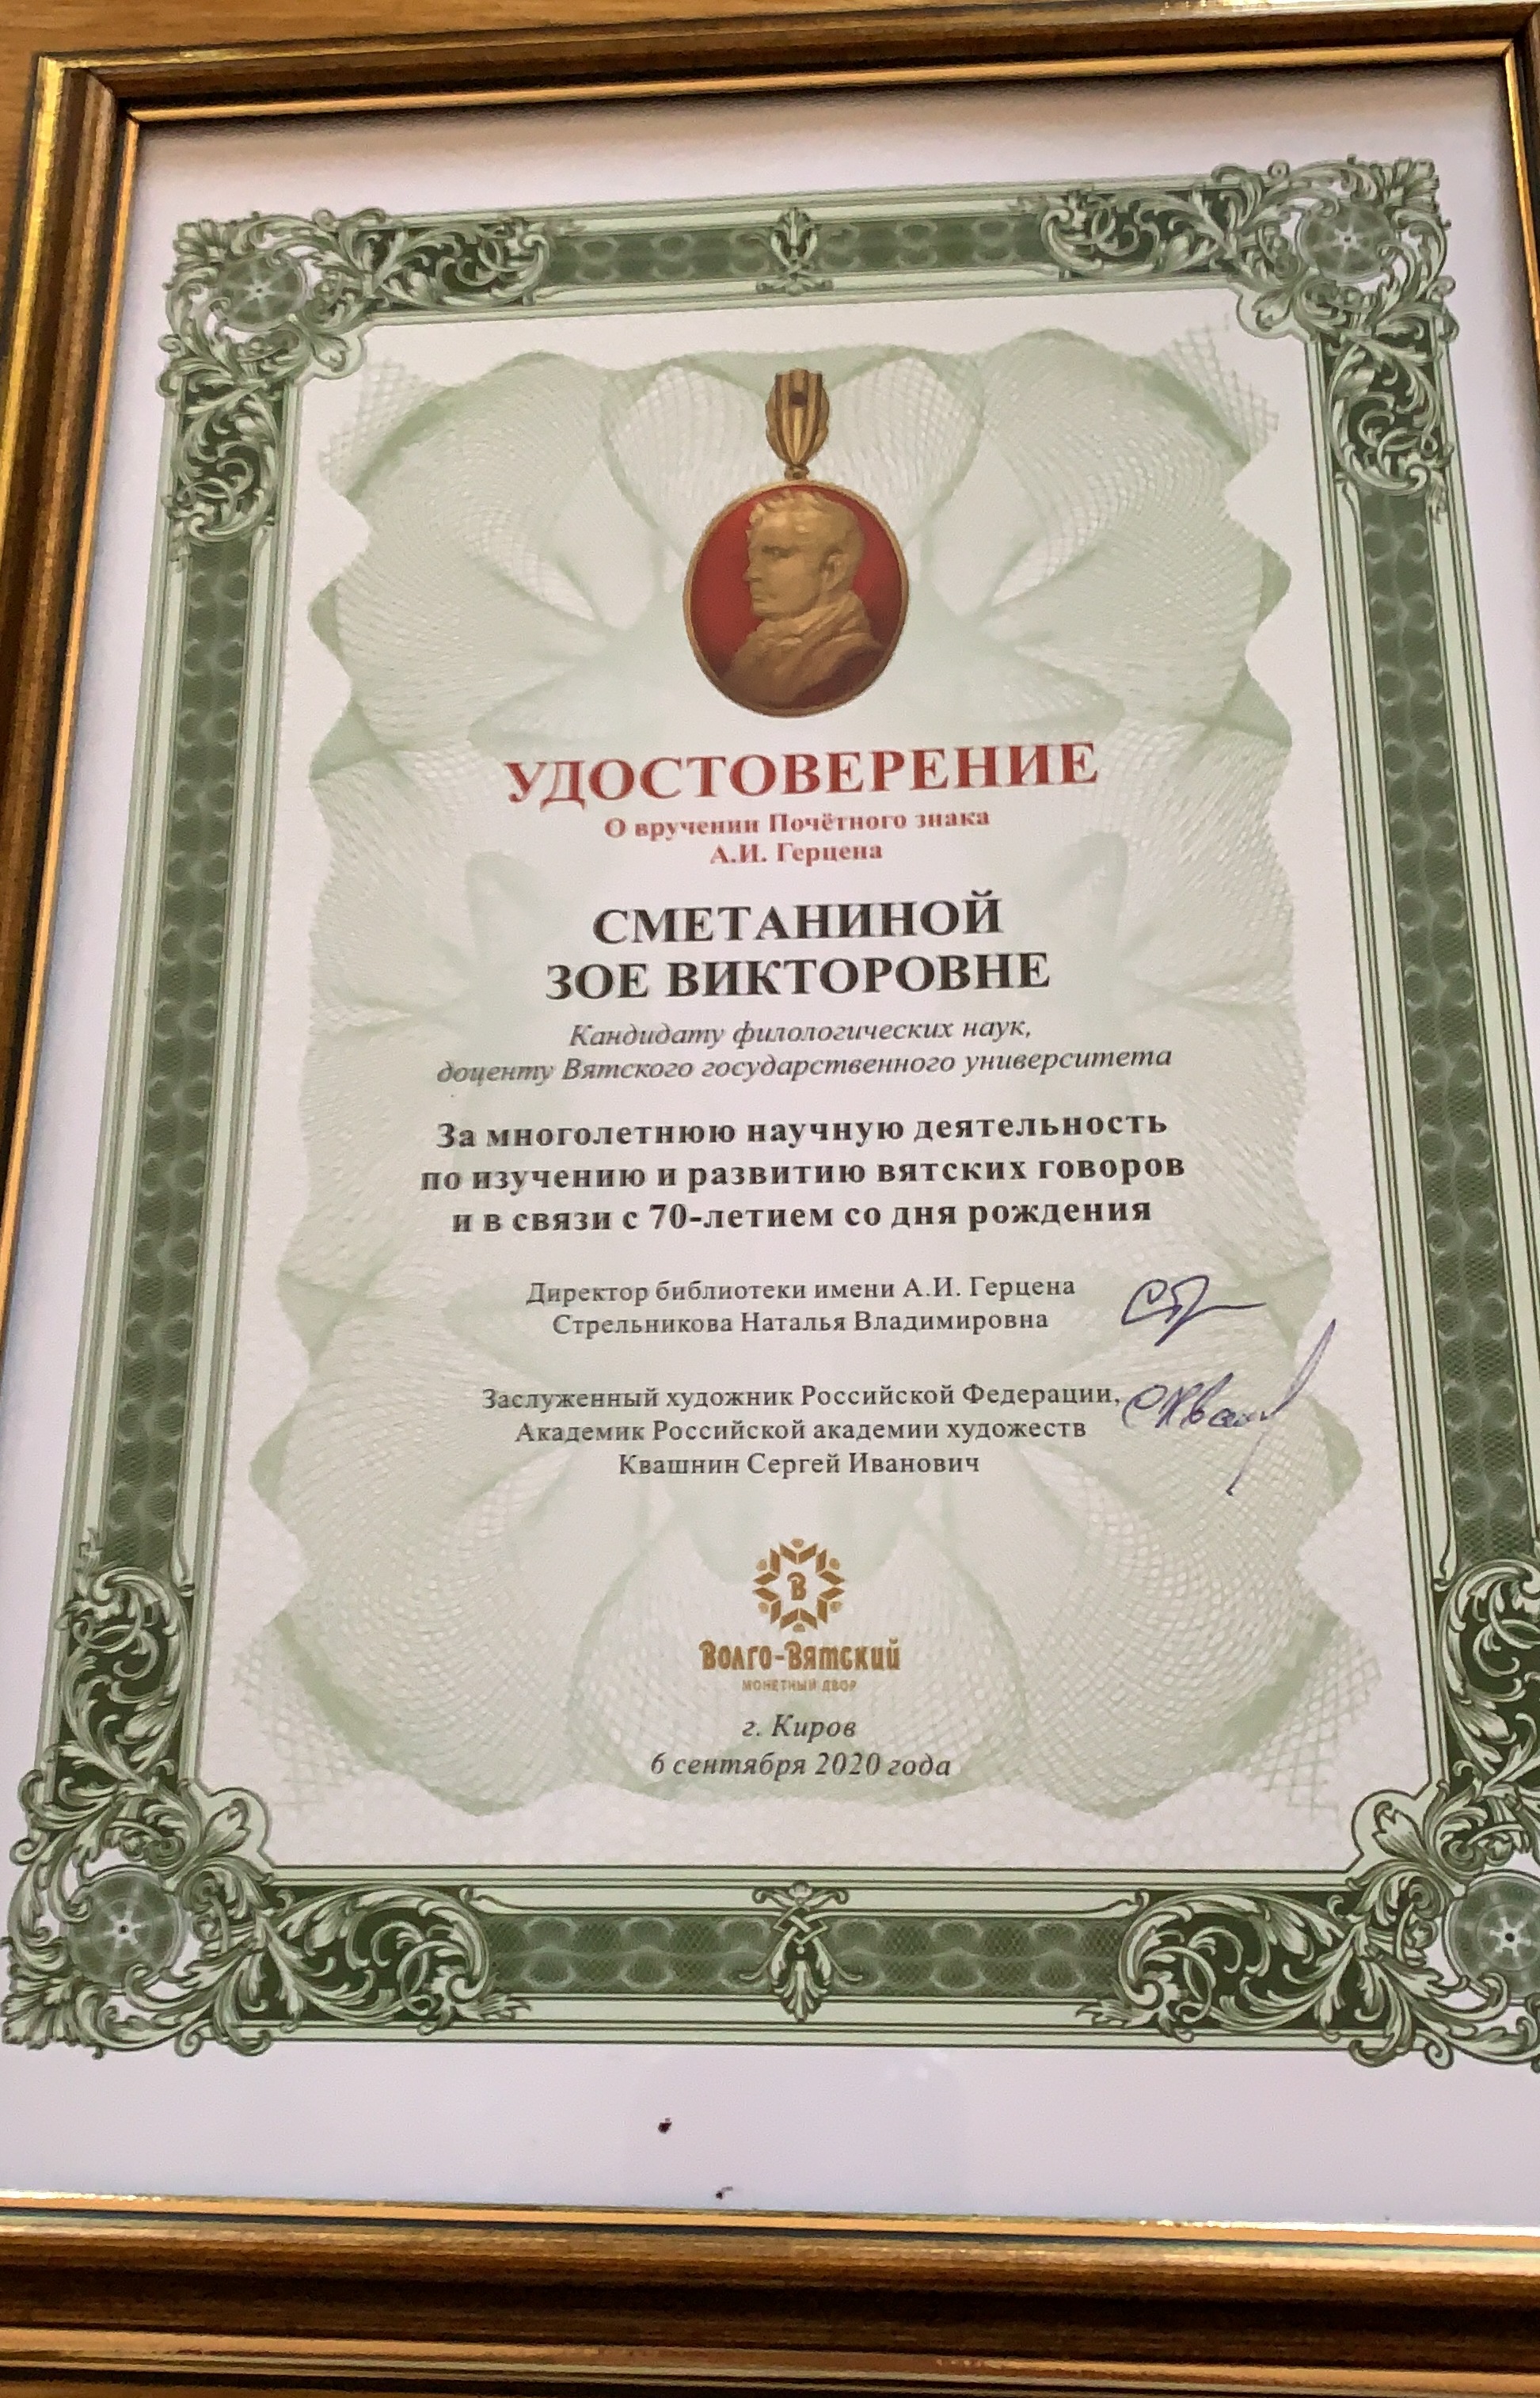 УДОСТОВЕРЕНИЕ
О вручении Почётного знака
А.И. Герцена
СМЕТАНИНОЙ
ЗОЕ ВИКТОРОВНЕ
Кандидату филологических наук,
доценту Вятского государственного университета
За многолетнюю научную деятельность
по изучению и развитию вятских говоров
и в связи с 70-летием со дня рождения
Директор библиотеки имени А.И. Герцена
Стрельникова Наталья Владимировна
Заслуженный художник Российской Федерации,
Академик Российской академии художеств
Квашнин Сергей Иванович
В
Волго-Вятский
МОНЕТНЫЙ ДВОР
г. Киров
6 сентября 2020 года